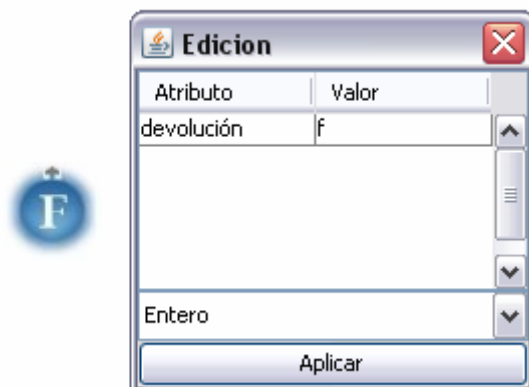 Edicion
Atributo Valor
devolución f
F
Entero
Aplicar